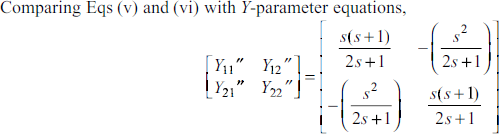 Comparing Eqs (v) and (vi) with Y-parameter equations,
[Y₁₁″ Y₁₂″
Y₂₁″ Y₂₂″] = [s(s+1)/2s+1 −(s²/2s+1)
−(s²/2s+1) s(s+1)/2s+1]